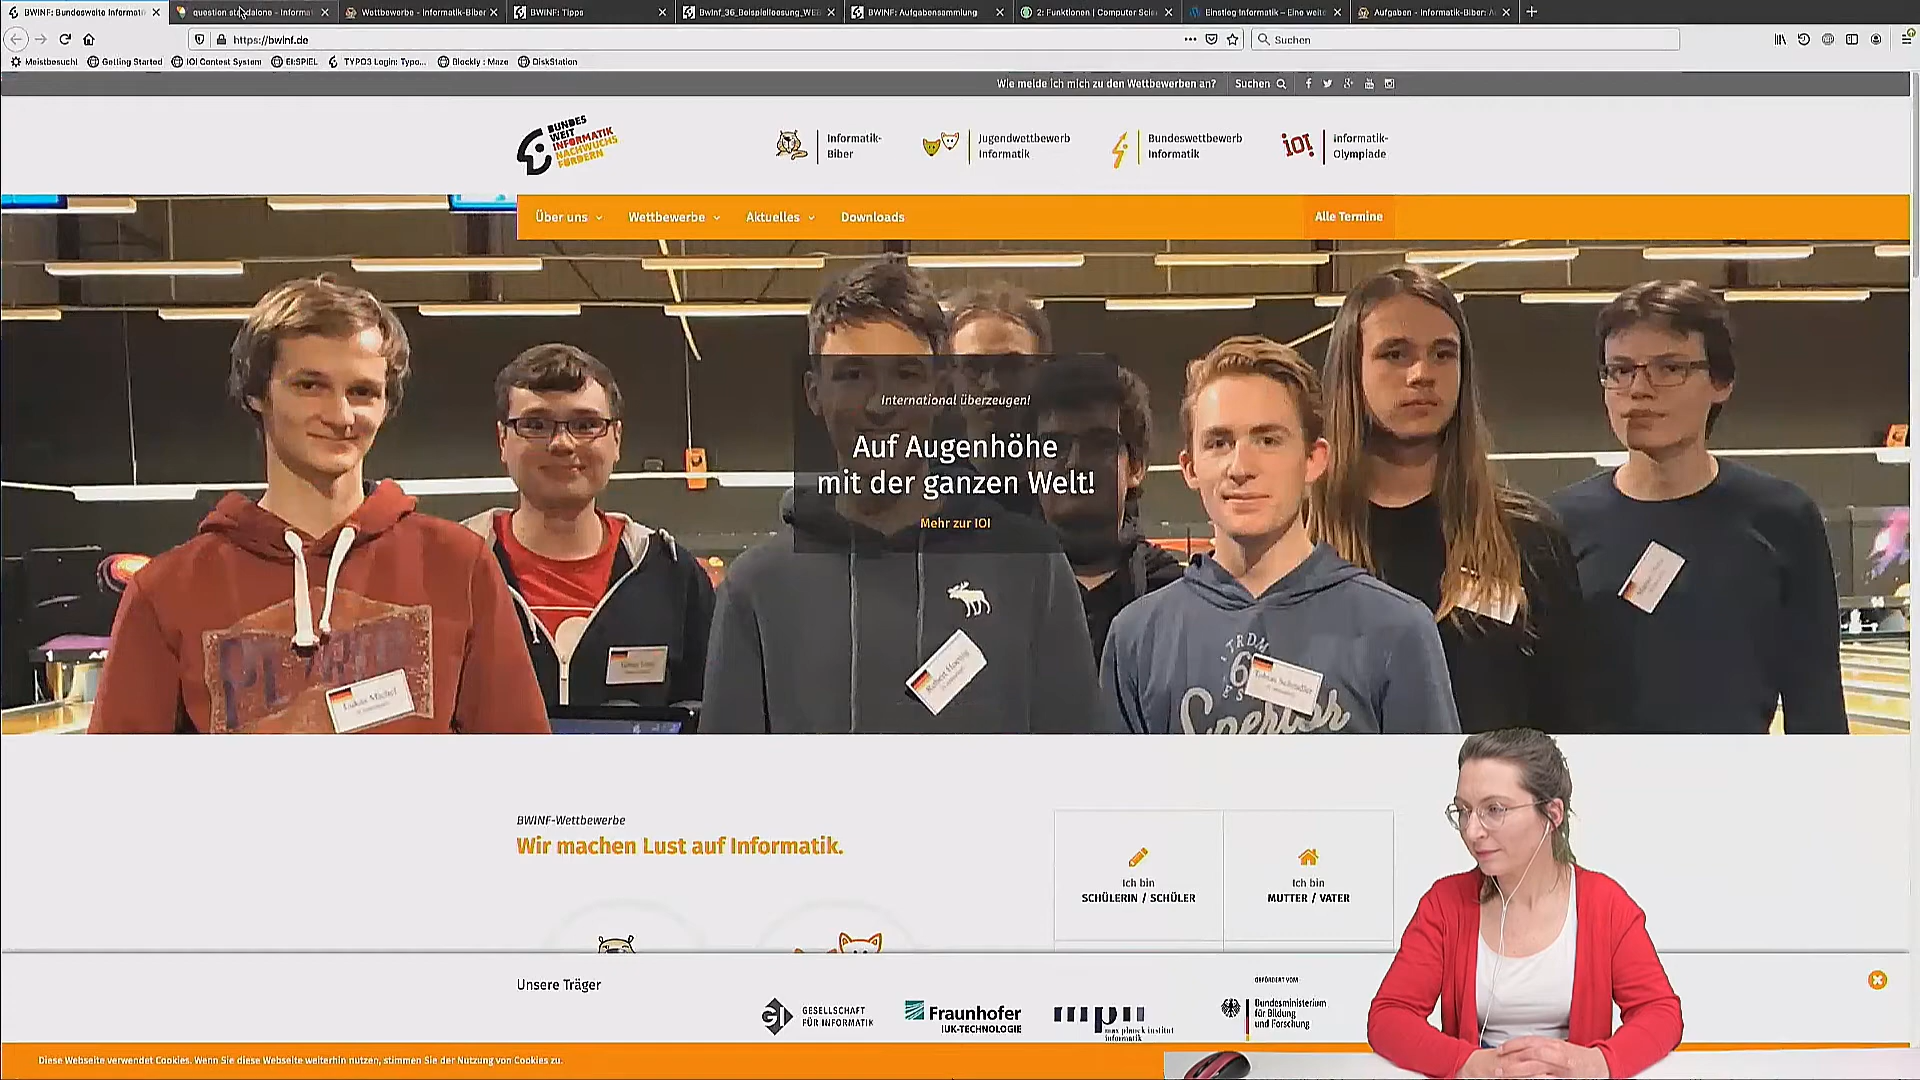 BWINF: Bundesweite Informati
question standalone - Informat
Wettbewerbe - Informatik-Biber
BWINF: Tipps
BWINF: Aufgabensammlung
2: Funktionen | Computer Scie
Einstieg Informatik – Eine weite
Aufgaben - Informatik-Biber: A
https://bwinf.de
Suchen
Meistbesucht
Getting Started
IOI Contest System
EI:SPIEL
TYPO3 Login: Typo...
Blockly : Maze
DiskStation
Wie melde ich mich zu den Wettbewerben an?
Suchen
BUNDES
WEIT
INFORMATIK
NACHWUCHS
FÖRDERN
Informatik-
Biber
Jugendwettbewerb
Informatik
Bundeswettbewerb
Informatik
ioi!
Informatik-
Olympiade
Über uns
Wettbewerbe
Aktuelles
Downloads
Alle Termine
International überzeugen!
Auf Augenhöhe
mit der ganzen Welt!
Mehr zur IOI
BWINF-Wettbewerbe
Wir machen Lust auf Informatik.
Ich bin
SCHÜLERIN / SCHÜLER
Ich bin
MUTTER / VATER
Unsere Träger
GI
GESELLSCHAFT
FÜR INFORMATIK
Fraunhofer
IUK-TECHNOLOGIE
max planck institut
informatik
GEFÖRDERT VOM
Bundesministerium
für Bildung
und Forschung
Diese Webseite verwendet Cookies. Wenn Sie diese Webseite weiterhin nutzen, stimmen Sie der Nutzung von Cookies zu.